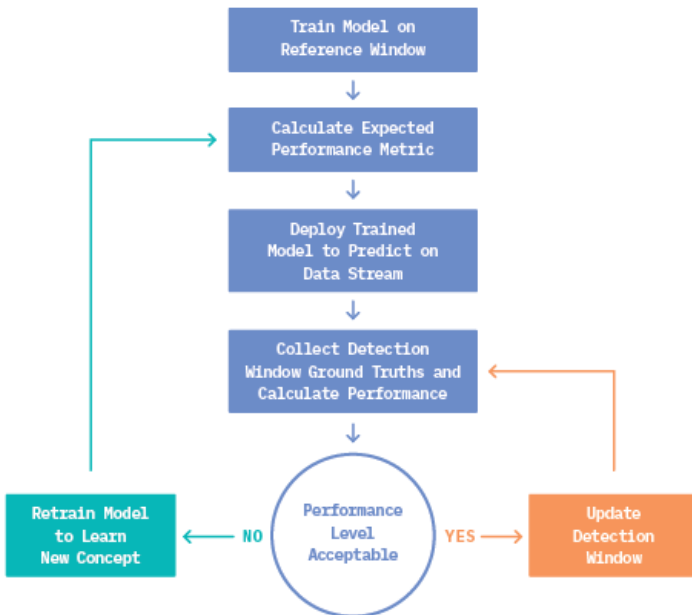 Train Model on
Reference Window
Calculate Expected
Performance Metric
Deploy Trained
Model to Predict on
Data Stream
Collect Detection
Window Ground Truths and
Calculate Performance
Performance
Level
Acceptable
NO
YES
Retrain Model
to Learn
New Concept
Update
Detection
Window